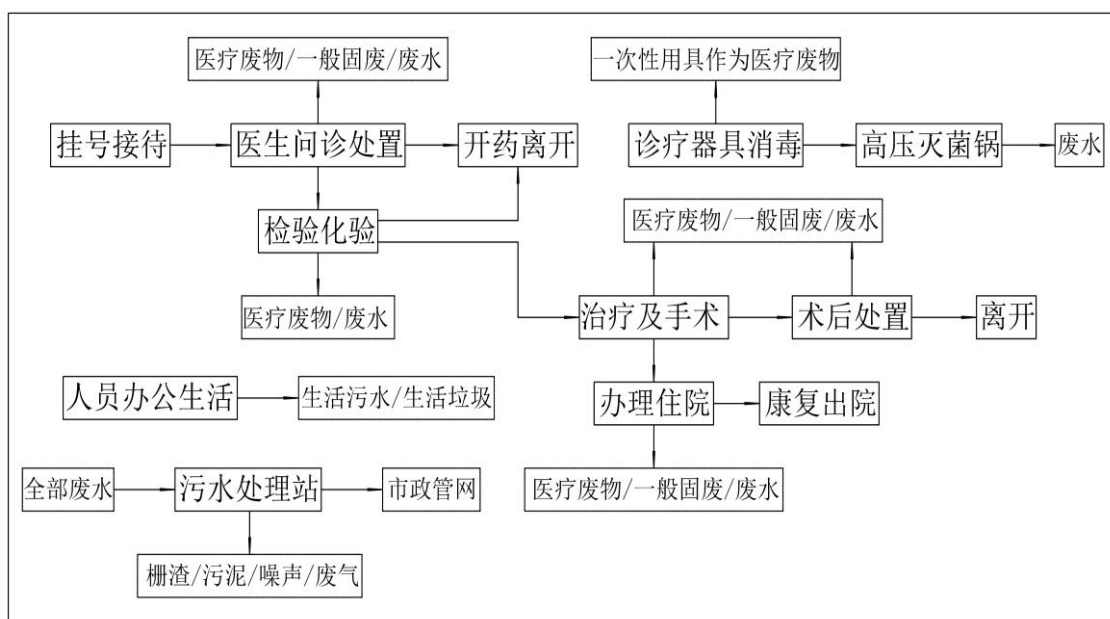 医疗废物/一般固废/废水
一次性用具作为医疗废物
挂号接待
医生问诊处置
开药离开
诊疗器具消毒
高压灭菌锅
废水
检验化验
医疗废物/一般固废/废水
医疗废物/废水
治疗及手术
术后处置
离开
人员办公生活
生活污水/生活垃圾
办理住院
康复出院
全部废水
污水处理站
市政管网
医疗废物/一般固废/废水
栅渣/污泥/噪声/废气